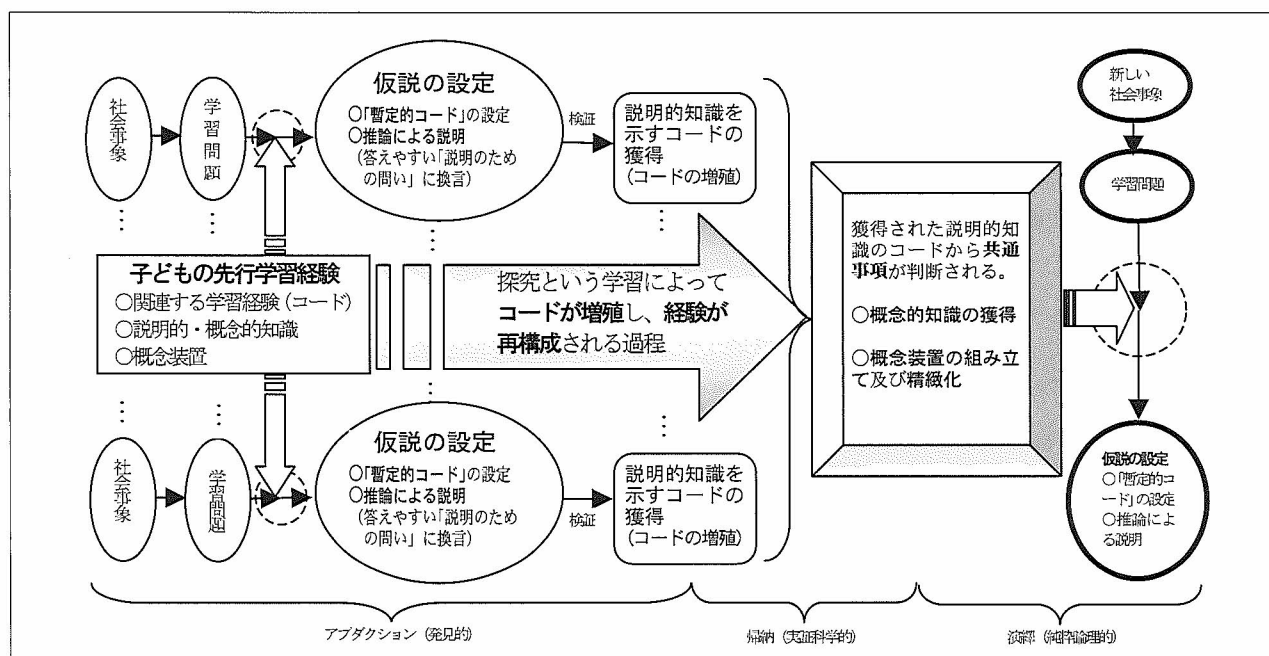 社会事象
学習問題
仮説の設定
○「暫定的コード」の設定
○推論による説明
(答えやすい「説明のため
の問い」に換言)
検証
説明的知識を
示すコードの
獲得
(コードの増殖)
子どもの先行学習経験
○関連する学習経験(コード)
○説明的・概念的知識
○概念装置
探究という学習によって
コードが増殖し、経験が
再構成される過程
社会事象
学習問題
仮説の設定
○「暫定的コード」の設定
○推論による説明
(答えやすい「説明のため
の問い」に換言)
検証
説明的知識を
示すコードの
獲得
(コードの増殖)
獲得された説明的知
識のコードから共通
事項が判断される。
○概念的知識の獲得
○概念装置の組み立
て及び精緻化
新しい
社会事象
学習問題
仮説の設定
○「暫定的コ
ード」の設定
○推論によ
る説明
アブダクション(発見的)
帰納(実証科学的)
演繹(純粋論理的)